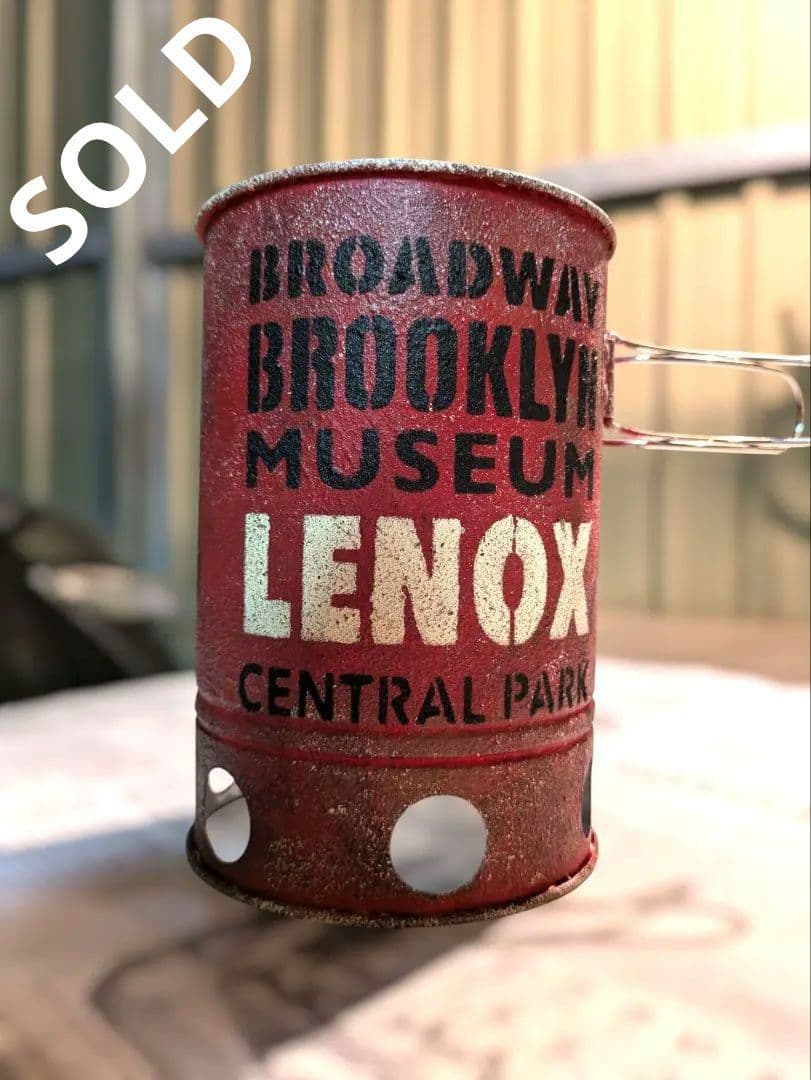 SOLD
BROADWAY
BROOKLYN
MUSEUM
LENOX
CENTRAL PARK